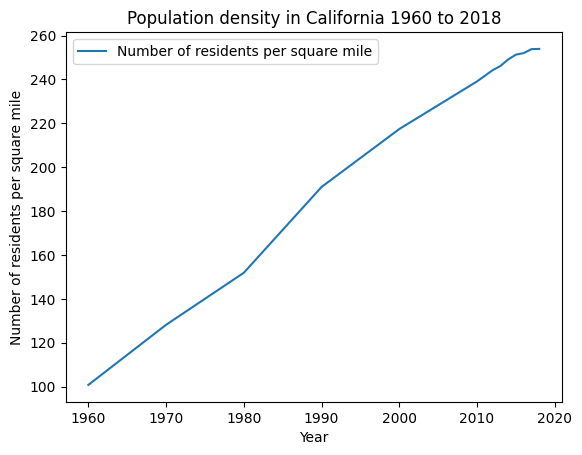 Population density in California 1960 to 2018
Number of residents per square mile
Number of residents per square mile
260
240
220
200
180
160
140
120
100
1960 1970 1980 1990 2000 2010 2020
Year